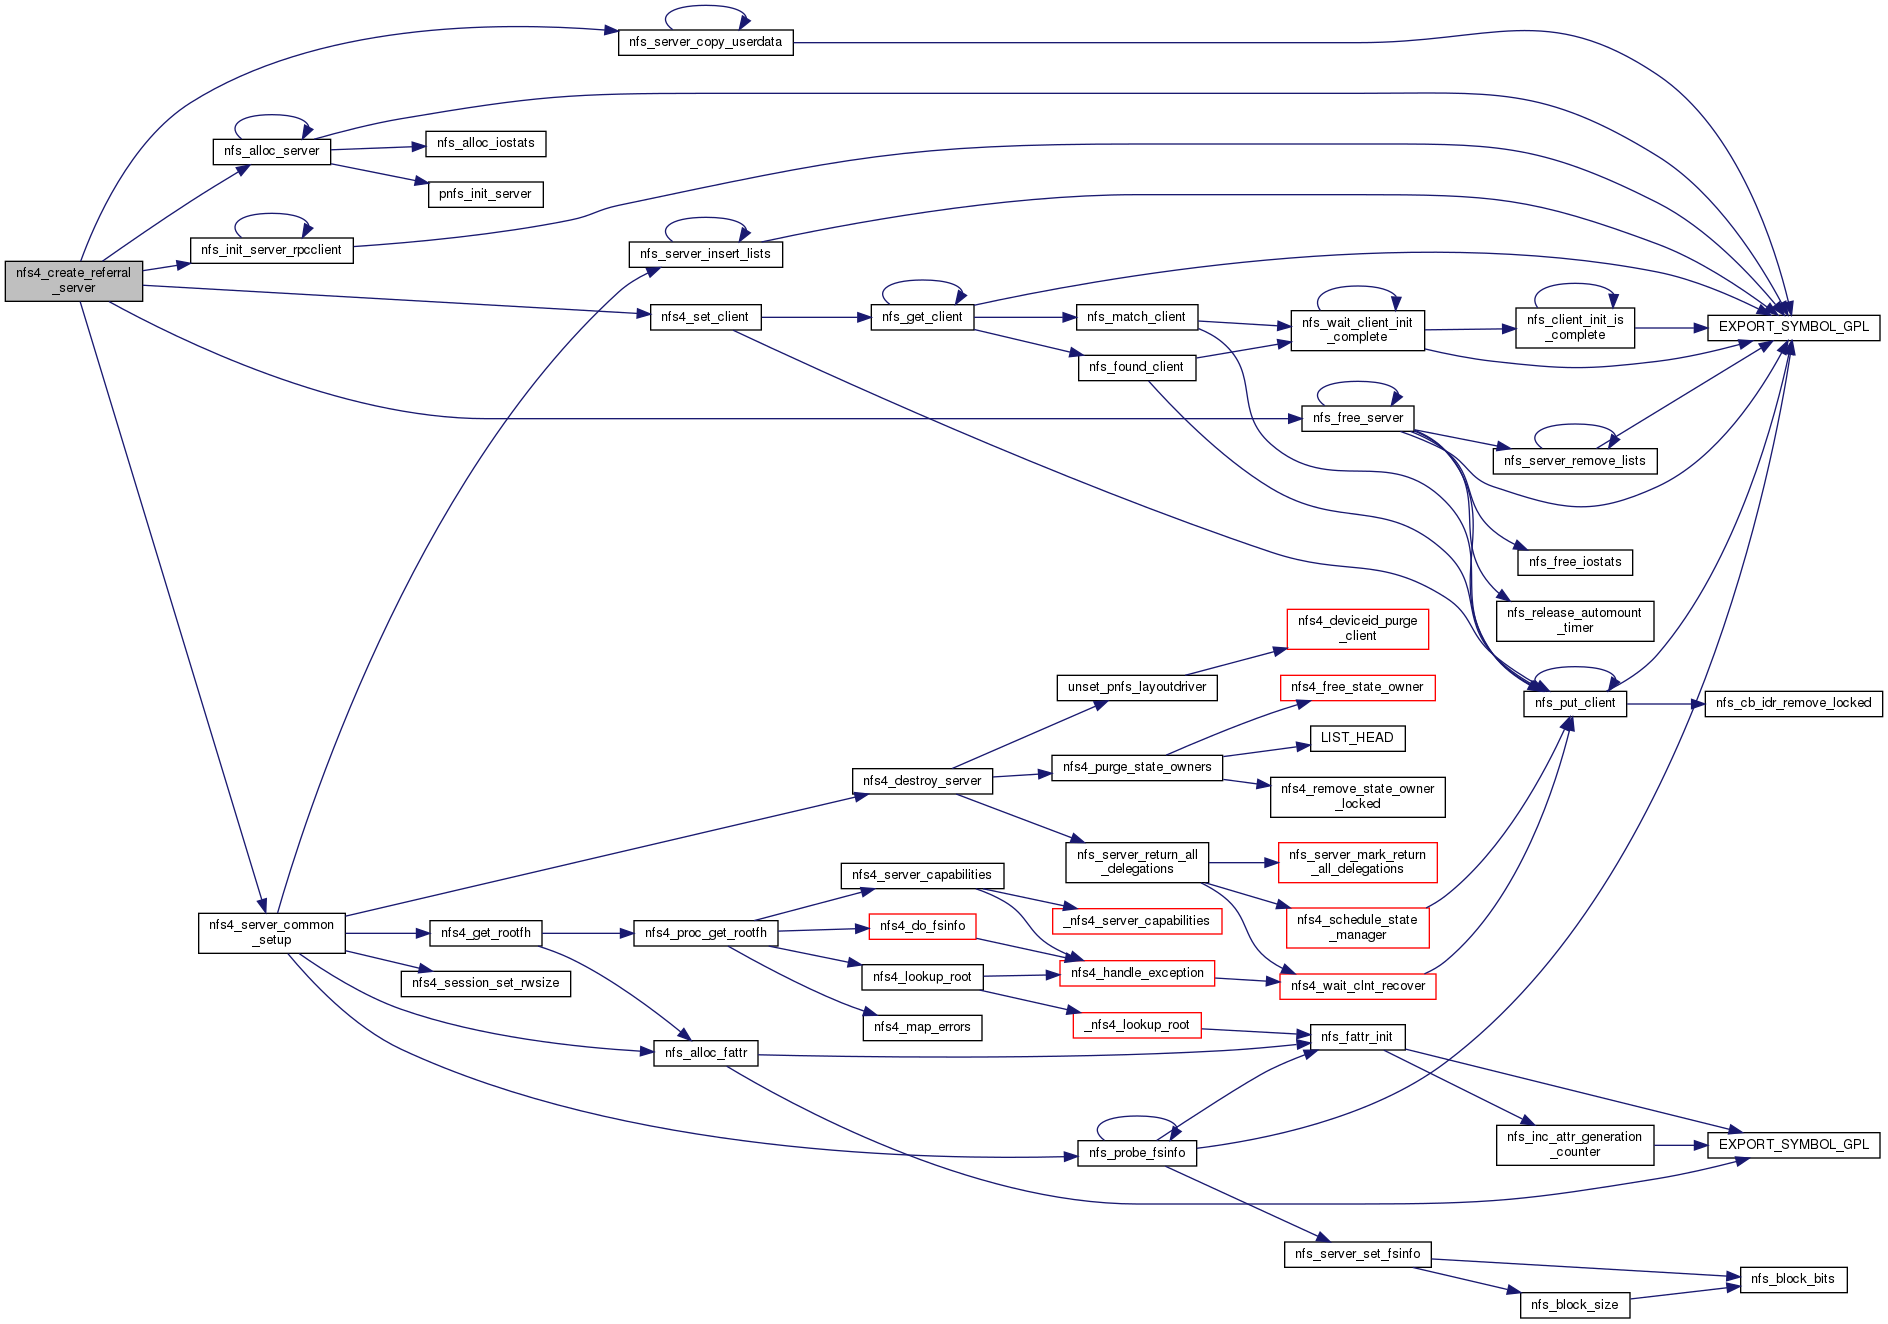 nfs_server_copy_userdata
nfs_alloc_server
nfs_alloc_iostats
pnfs_init_server
nfs_init_server_rpcclient
nfs_server_insert_lists
nfs4_create_referral
_server
nfs4_set_client
nfs_get_client
nfs_match_client
nfs_wait_client_init
_complete
nfs_client_init_is
_complete
EXPORT_SYMBOL_GPL
nfs_found_client
nfs_free_server
nfs_server_remove_lists
nfs_free_iostats
nfs_release_automount
_timer
nfs4_deviceid_purge
_client
unset_pnfs_layoutdriver
nfs4_free_state_owner
nfs_put_client
nfs_cb_idr_remove_locked
LIST_HEAD
nfs4_destroy_server
nfs4_purge_state_owners
nfs4_remove_state_owner
_locked
nfs_server_return_all
_delegations
nfs_server_mark_return
_all_delegations
nfs4_server_capabilities
_nfs4_server_capabilities
nfs4_schedule_state
_manager
nfs4_server_common
_setup
nfs4_get_rootfh
nfs4_proc_get_rootfh
nfs4_do_fsinfo
nfs4_session_set_rwsize
nfs4_lookup_root
nfs4_handle_exception
nfs4_wait_clnt_recover
nfs4_map_errors
_nfs4_lookup_root
nfs_fattr_init
nfs_alloc_fattr
nfs_probe_fsinfo
nfs_inc_attr_generation
_counter
EXPORT_SYMBOL_GPL
nfs_server_set_fsinfo
nfs_block_bits
nfs_block_size